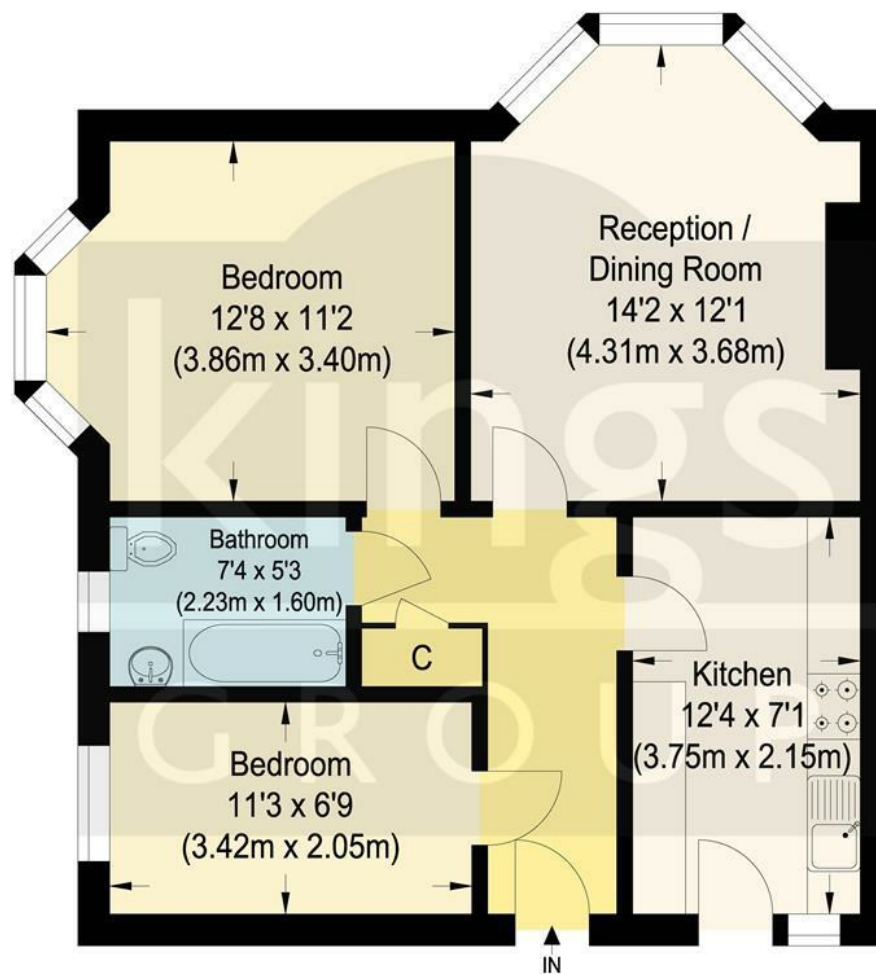 Reception /
Dining Room
14'2 x 12'1
(4.31m x 3.68m)
Bedroom
12'8 x 11'2
(3.86m x 3.40m)
kings
GROUP
Bathroom
7'4 x 5'3
(2.23m x 1.60m)
C
Kitchen
12'4 x 7'1
(3.75m x 2.15m)
Bedroom
11'3 x 6'9
(3.42m x 2.05m)
IN